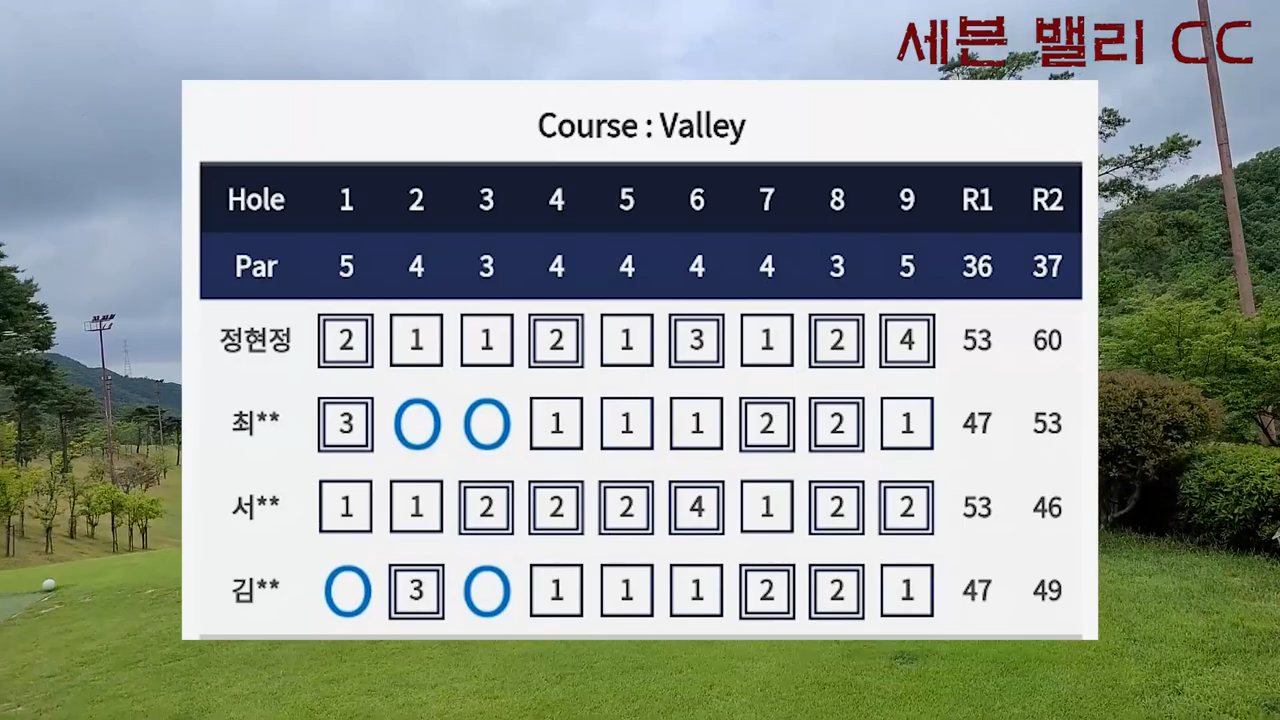 세븐 밸리 CC
Course : Valley
Hole 1 2 3 4 5 6 7 8 9 R1 R2
Par 5 4 3 4 4 4 4 3 5 36 37
정현정 2 1 1 2 1 3 1 2 4 53 60
최** 3 0 0 1 1 1 2 2 1 47 53
서** 1 1 2 2 2 4 1 2 2 53 46
김** 0 3 0 1 1 1 2 2 1 47 49